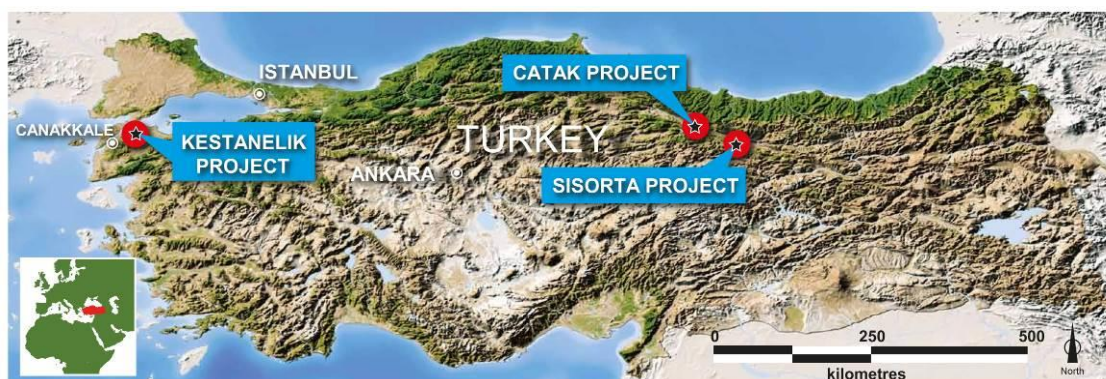 ISTANBUL
CATAK PROJECT
CANAKKALE
KESTANELIK
PROJECT
TURKEY
ANKARA
SISORTA PROJECT
0 250 500
kilometres
North